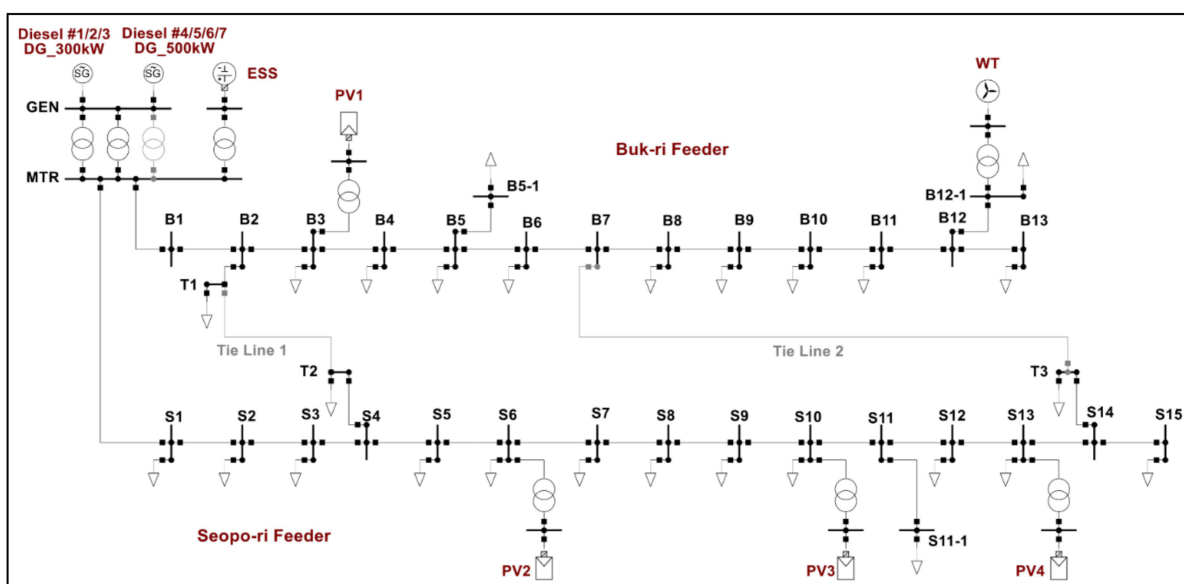 Diesel #1/2/3
DG_300kW
Diesel #4/5/6/7
DG_500kW
SG
SG
ESS
PV1
WT
GEN
MTR
Buk-ri Feeder
B5-1
B12-1
B1
B2
B3
B4
B5
B6
B7
B8
B9
B10
B11
B12
B13
T1
Tie Line 1
Tie Line 2
T2
T3
S1
S2
S3
S4
S5
S6
S7
S8
S9
S10
S11
S12
S13
S14
S15
Seopo-ri Feeder
S11-1
PV2
PV3
PV4